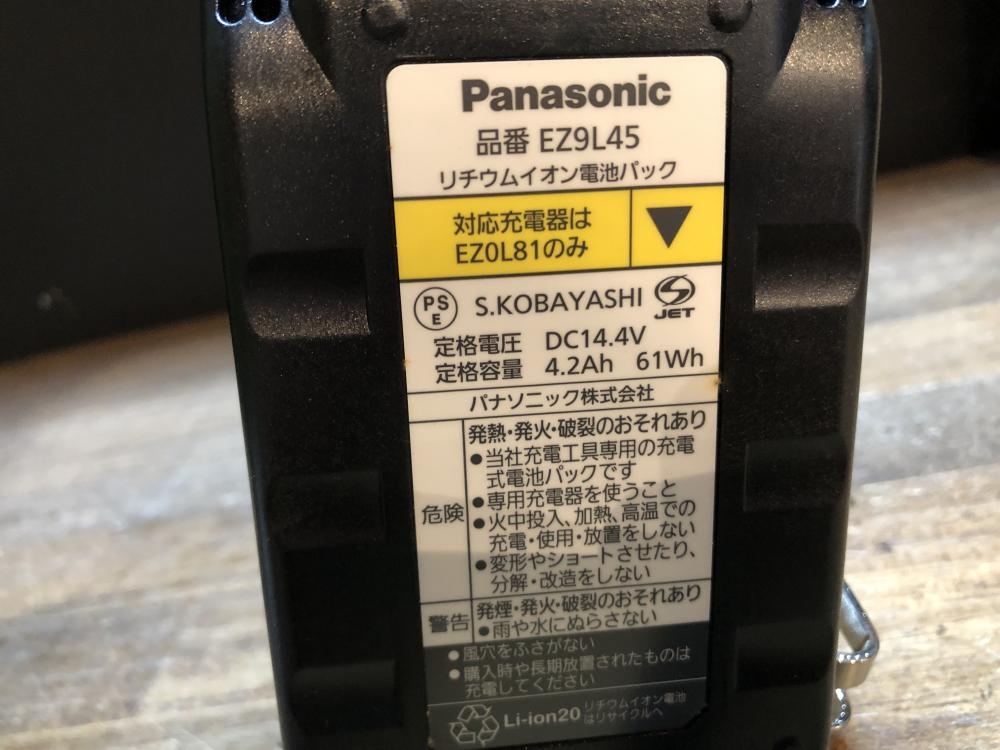 Panasonic
品番 EZ9L45
リチウムイオン電池パック
対応充電器は
EZ0L81のみ
PS
E
S.KOBAYASHI
JET
定格電圧 DC14.4V
定格容量 4.2Ah 61Wh
パナソニック株式会社
危険
発熱・発火・破裂のおそれあり
●当社充電工具専用の充電
式電池パックです
●専用充電器を使うこと
●火中投入、加熱、高温での
充電・使用・放置をしない
●変形やショートさせたり、
分解・改造をしない
警告
発煙・発火・破裂のおそれあり
●雨や水にぬらさない
●風穴をふさがない
●購入時や長期放置されたものは
充電してください
Li-ion20
リチウムイオン電池
はリサイクルへ